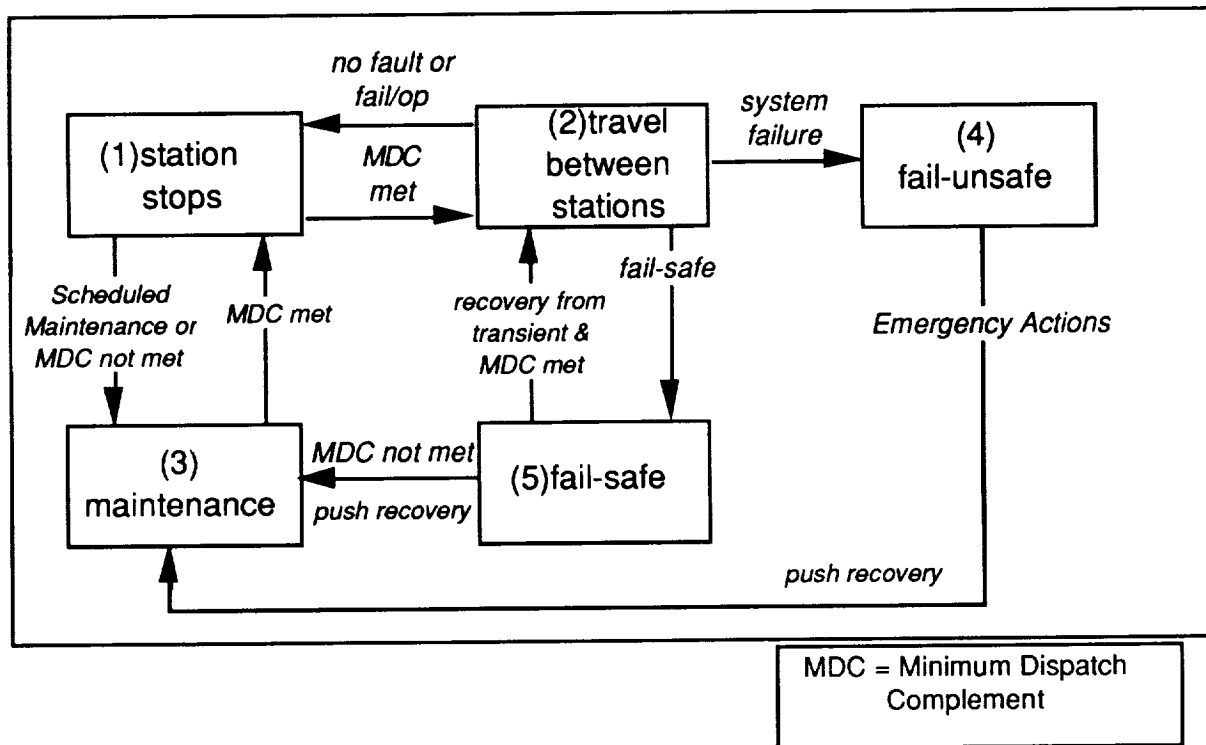 no fault or
fail/op
(1)station
stops
MDC
met
(2)travel
between
stations
system
failure
(4)
fail-unsafe
Scheduled
Maintenance or
MDC not met
MDC met
recovery from
transient &
MDC met
fail-safe
Emergency Actions
(3)
maintenance
MDC not met
push recovery
(5)fail-safe
push recovery
MDC = Minimum Dispatch
Complement